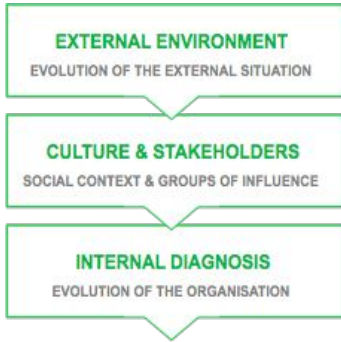 EXTERNAL ENVIRONMENT
EVOLUTION OF THE EXTERNAL SITUATION
CULTURE & STAKEHOLDERS
SOCIAL CONTEXT & GROUPS OF INFLUENCE
INTERNAL DIAGNOSIS
EVOLUTION OF THE ORGANISATION